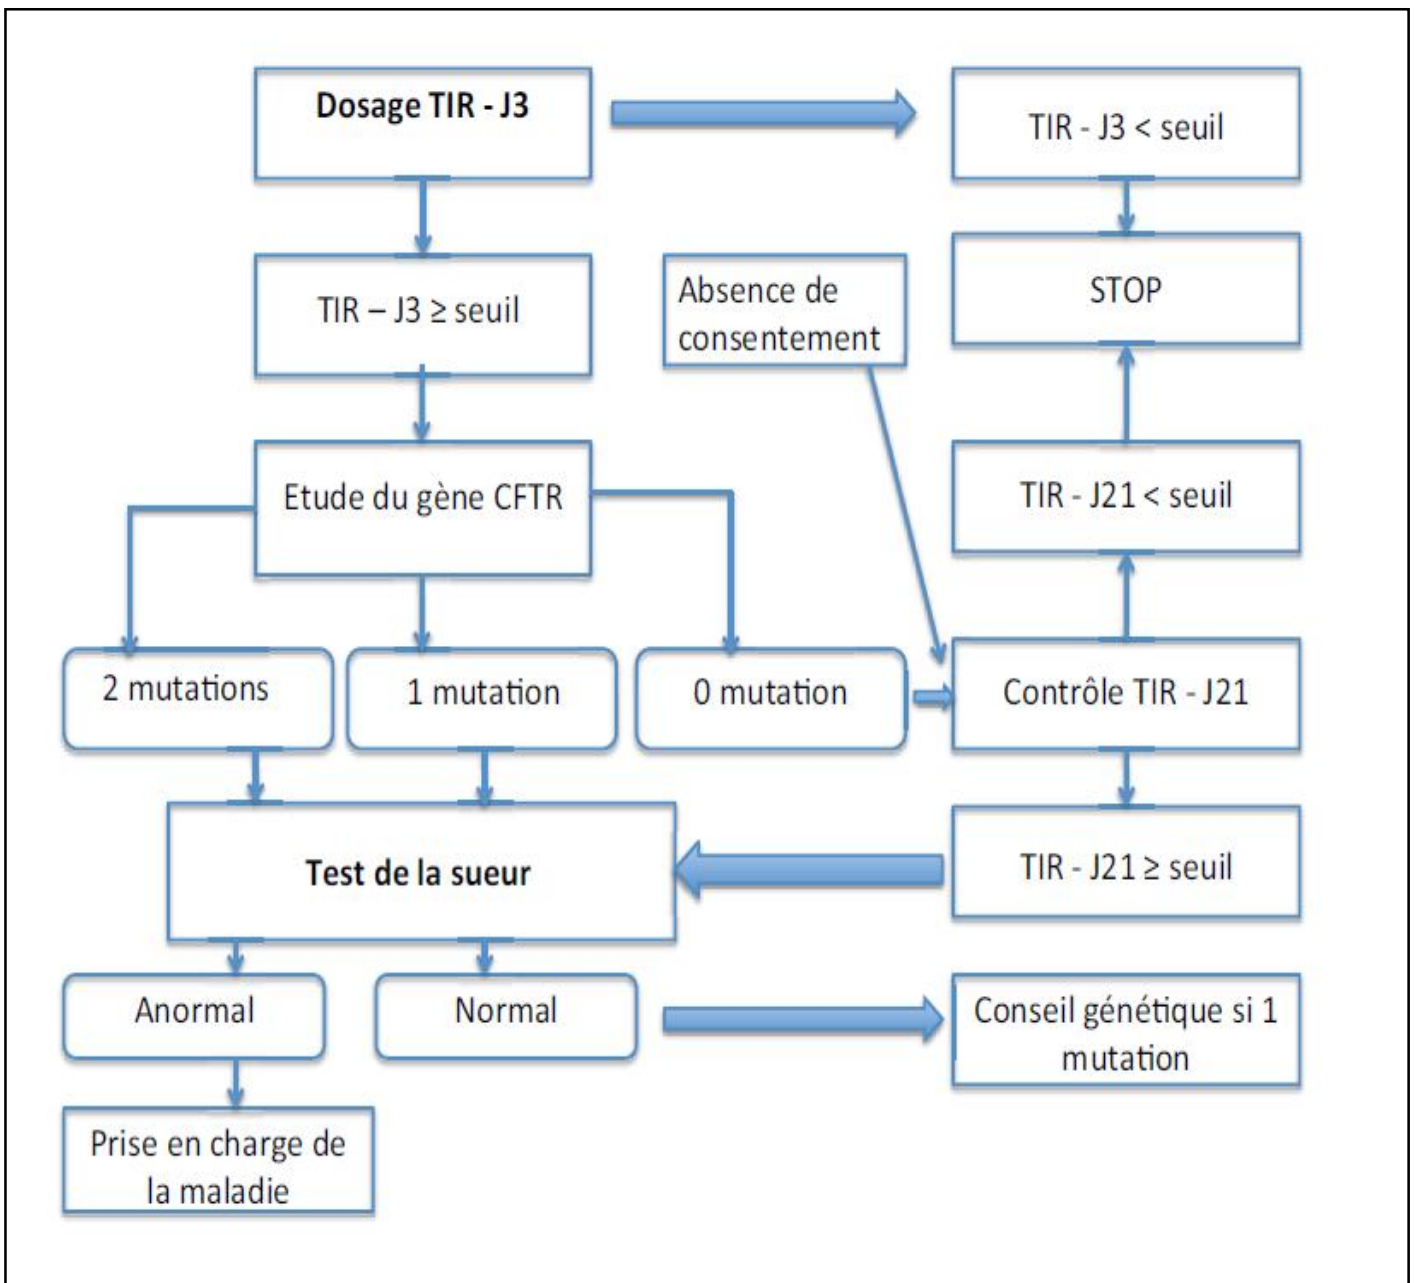 Dosage TIR - J3
TIR - J3 < seuil
TIR – J3 ≥ seuil
Absence de
consentement
STOP
Etude du gène CFTR
TIR - J21 < seuil
2 mutations
1 mutation
0 mutation
Contrôle TIR - J21
Test de la sueur
TIR - J21 ≥ seuil
Anormal
Normal
Conseil génétique si 1
mutation
Prise en charge de
la maladie